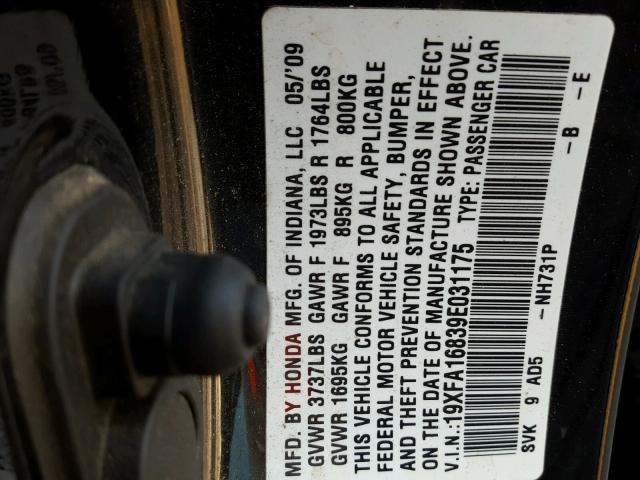 MFD. BY HONDA MFG. OF INDIANA, LLC 05/'09
GVWR 3737LBS GAWR F 1973LBS R 1764LBS
GVWR 1695KG GAWR F 895KG R 800KG
THIS VEHICLE CONFORMS TO ALL APPLICABLE
FEDERAL MOTOR VEHICLE SAFETY, BUMPER,
AND THEFT PREVENTION STANDARDS IN EFFECT
ON THE DATE OF MANUFACTURE SHOWN ABOVE.
V.I.N.:19XFA16839E031175 TYPE: PASSENGER CAR
SVK 9 AD5 -NH731P -B -E